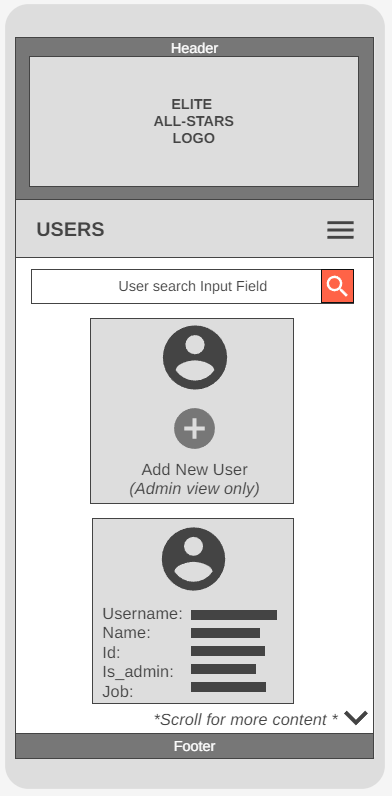 Header
ELITE
ALL-STARS
LOGO
USERS
User search Input Field
Add New User
(Admin view only)
Username:
Name:
Id:
Is_admin:
Job:
*Scroll for more content *
Footer